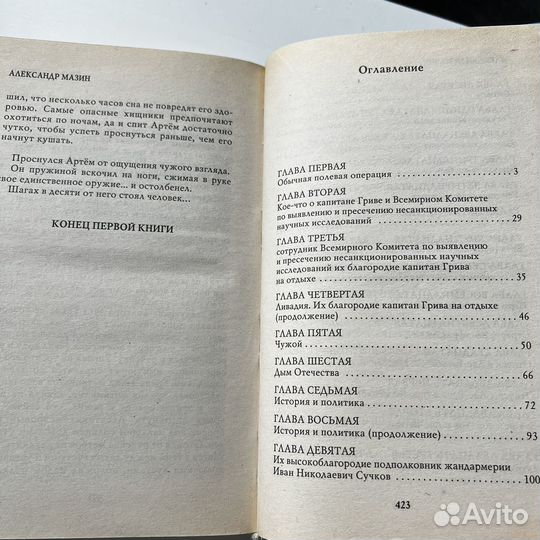 АЛЕКСАНДР МАЗИН
шил, что несколько часов сна не повредят его здо-
ровью. Самые опасные хищники предпочитают
охотиться по ночам, да и спит Артём достаточно
чутко, чтобы успеть проснуться раньше, чем его
начнут кушать.
Проснулся Артём от ощущения чужого взгляда.
Он пружиной вскочил на ноги, сжимая в руке
свое единственное оружие... и остолбенел.
Шагах в десяти от него стоял человек...
КОНЕЦ ПЕРВОЙ КНИГИ
Оглавление
ГЛАВА ПЕРВАЯ
Обычная полевая операция 3
ГЛАВА ВТОРАЯ
Кое-что о капитане Гриве и Всемирном Комитете
по выявлению и пресечению несанкционированных
научных исследований 29
ГЛАВА ТРЕТЬЯ
сотрудник Всемирного Комитета по выявлению
и пресечению несанкционированных научных
исследований их благородие капитан Грива
на отдыхе 35
ГЛАВА ЧЕТВЕРТАЯ
Ливадия. Их благородие капитан Грива на отдыхе
(продолжение) 46
ГЛАВА ПЯТАЯ
Чужой 50
ГЛАВА ШЕСТАЯ
Дым Отечества 66
ГЛАВА СЕДЬМАЯ
История и политика 72
ГЛАВА ВОСЬМАЯ
История и политика (продолжение) 93
ГЛАВА ДЕВЯТАЯ
Их высокоблагородие подполковник жандармерии
Иван Николаевич Сучков 100
423
Avito